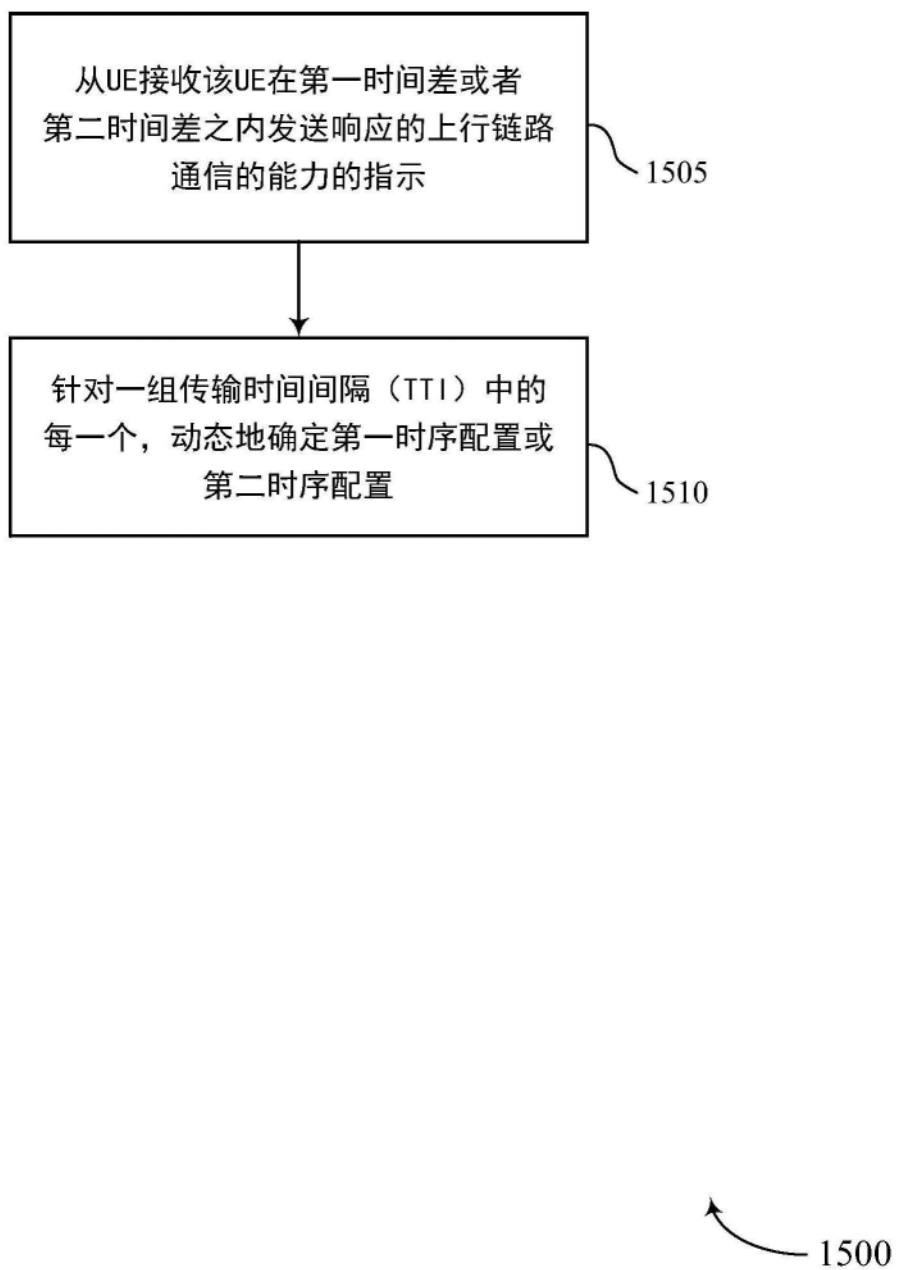 从UE接收该UE在第一时间差或者
第二时间差之内发送响应的上行链路
通信的能力的指示
1505
针对一组传输时间间隔（TTI）中的
每一个，动态地确定第一时序配置或
第二时序配置
1510
1500